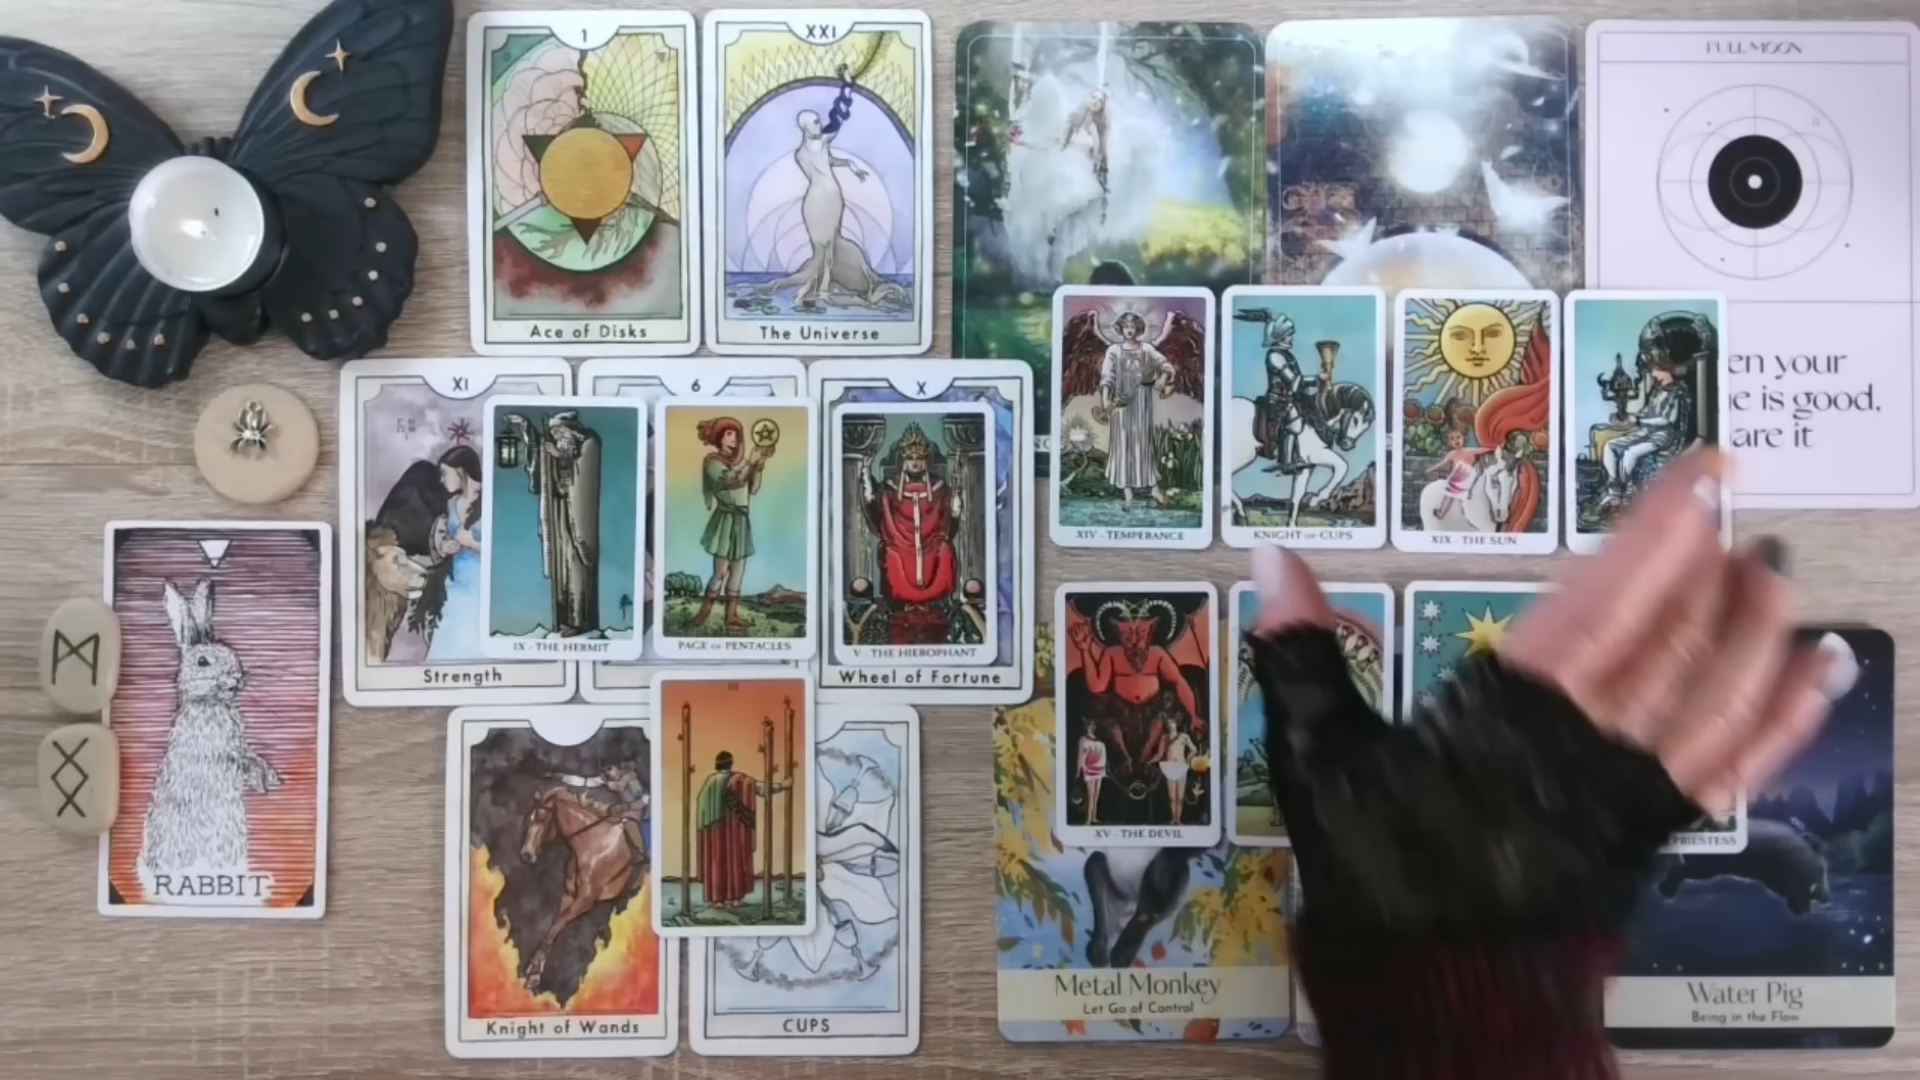 1
XXI
FULL MOON
Ace of Disks
The Universe
en your
e is good,
are it
XI
6
X
XIV - TEMPERANCE
KNIGHT OF CUPS
XIX - THE SUN
IX - THE HERMIT
PAGE OF PENTACLES
V - THE HIEROPHANT
Strength
Wheel of Fortune
III
XV - THE DEVIL
PRIESTESS
RABBIT
Metal Monkey
Let Go of Control
Water Pig
Being in the Flow
Knight of Wands
CUPS